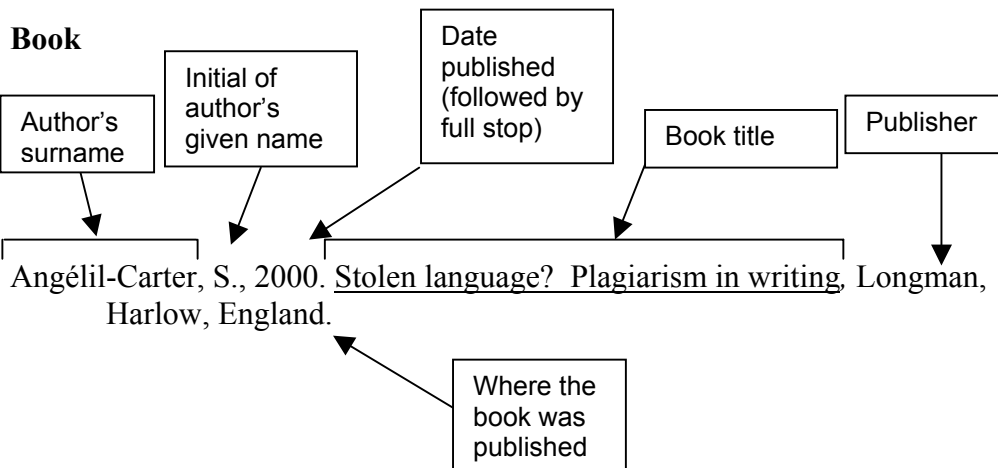 Book
Date
published
(followed by
full stop)
Initial of
author's
given name
Author's
surname
Book title
Publisher
Angélil-Carter, S., 2000. Stolen language?  Plagiarism in writing, Longman,
Harlow, England.
Where the
book was
published